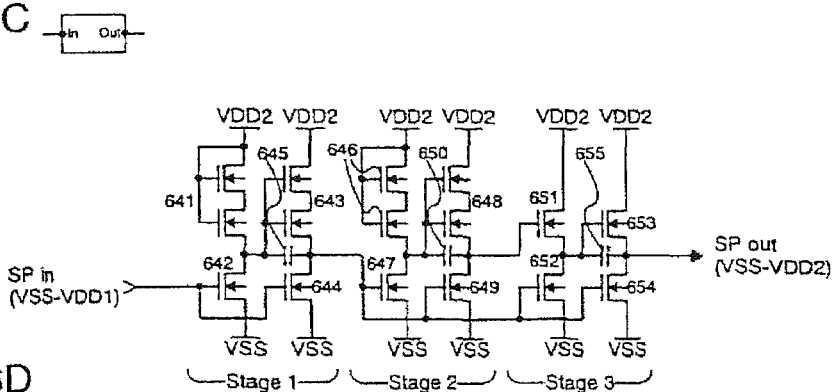 C
In Out
VDD2 VDD2 VDD2 VDD2 VDD2 VDD2
645 646 650 655
641 643 648 651 653
642 644 647 649 652 654
SP in
(VSS-VDD1)
SP out
(VSS-VDD2)
VSS VSS VSS VSS VSS VSS
Stage 1 Stage 2 Stage 3